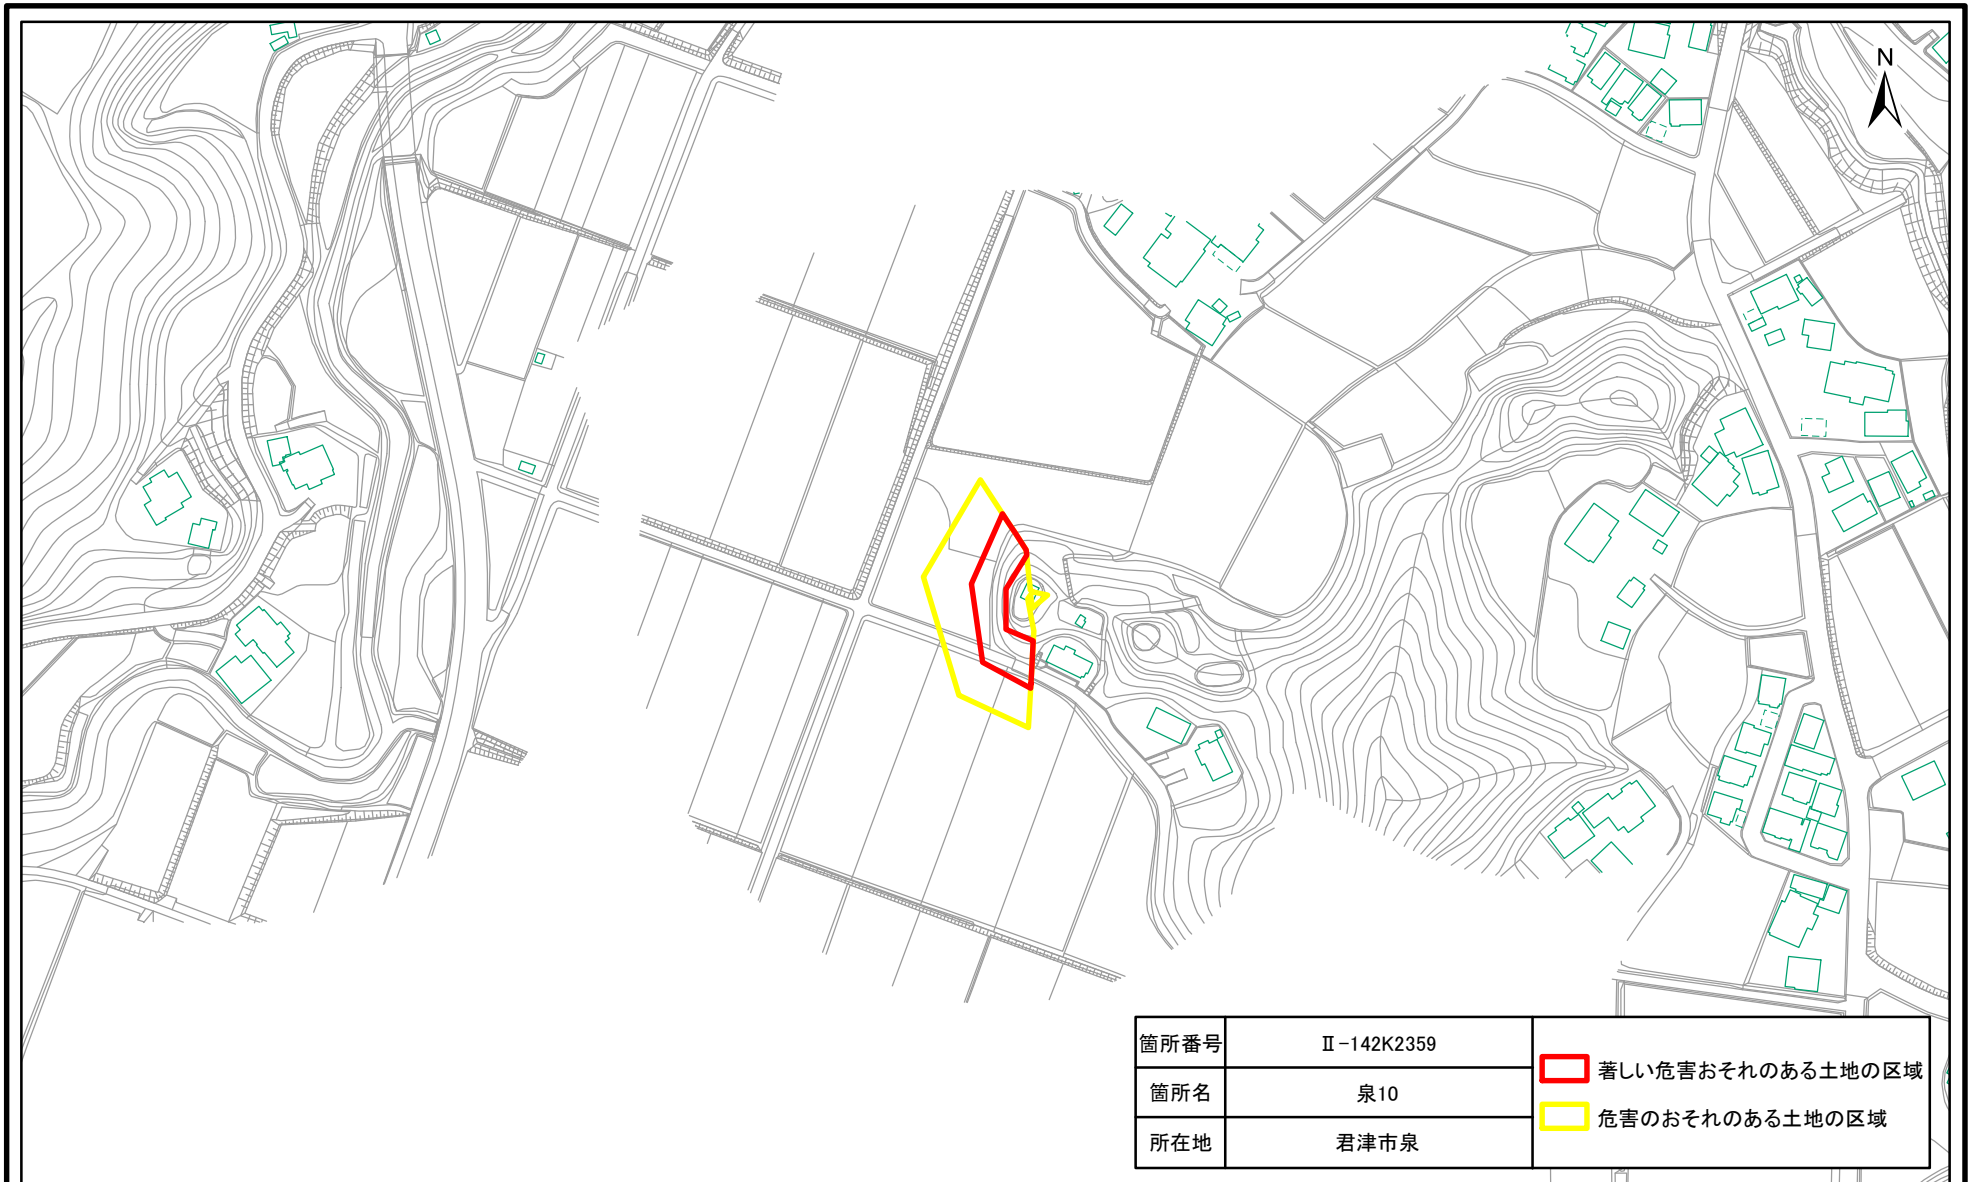 N
箇所番号 Ⅱ-142K2359
箇所名 泉10
所在地 君津市泉
著しい危害おそれのある土地の区域
危害のおそれのある土地の区域